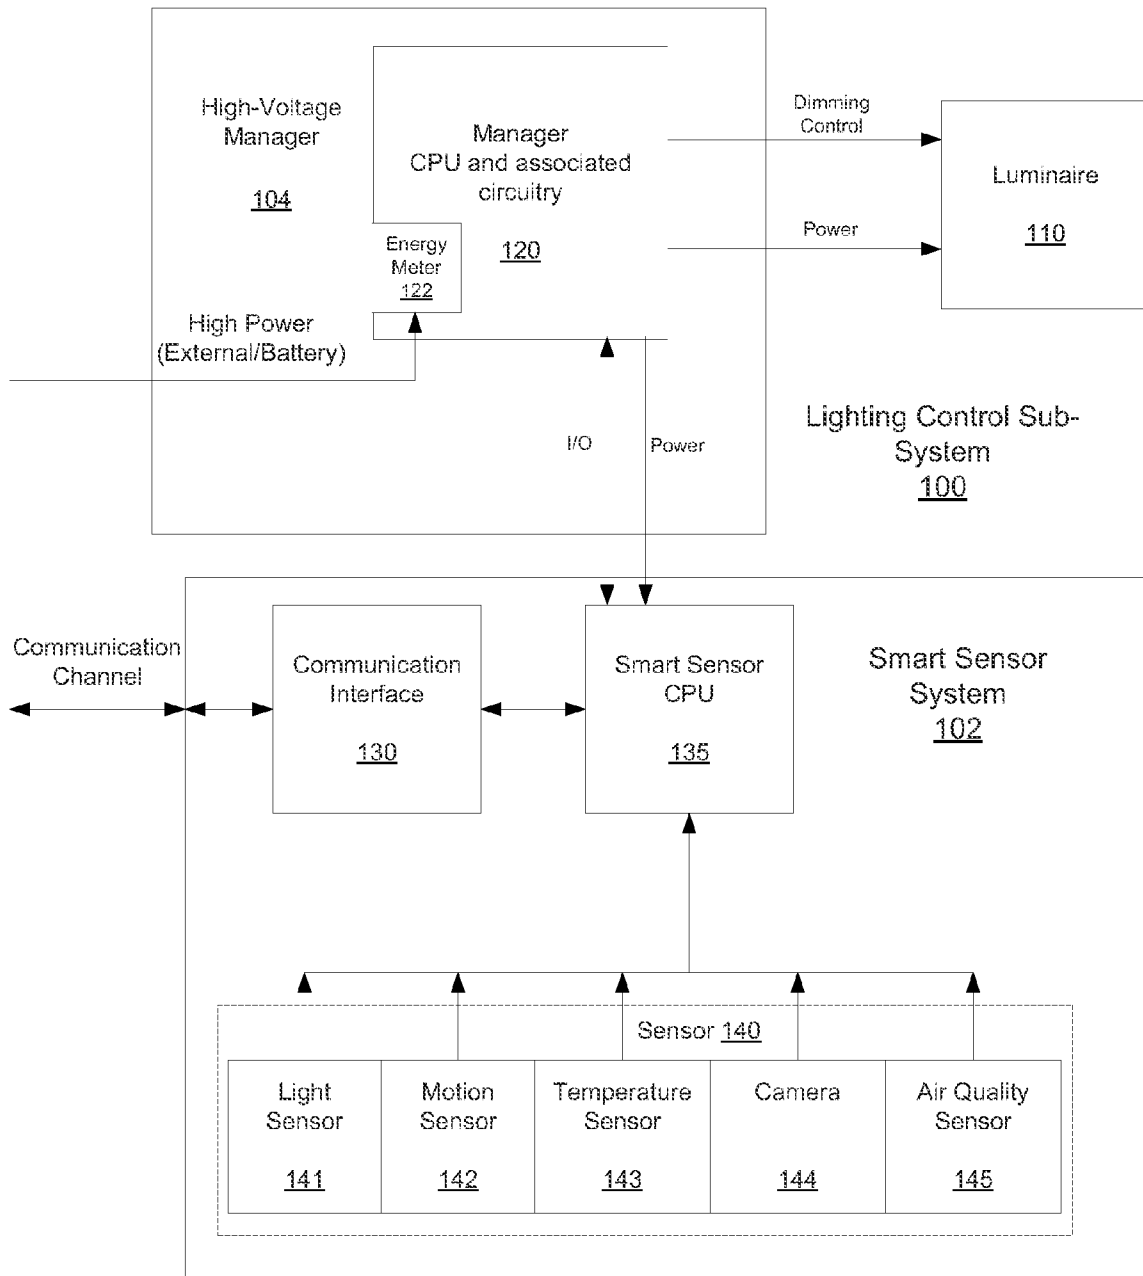 High-Voltage
Manager
104
Manager
CPU and associated
circuitry
120
Energy
Meter
122
High Power
(External/Battery)
Dimming
Control
Power
Luminaire
110
I/O
Power
Lighting Control Sub-
System
100
Communication
Channel
Communication
Interface
130
Smart Sensor
CPU
135
Smart Sensor
System
102
Sensor 140
Light
Sensor
141
Motion
Sensor
142
Temperature
Sensor
143
Camera
144
Air Quality
Sensor
145